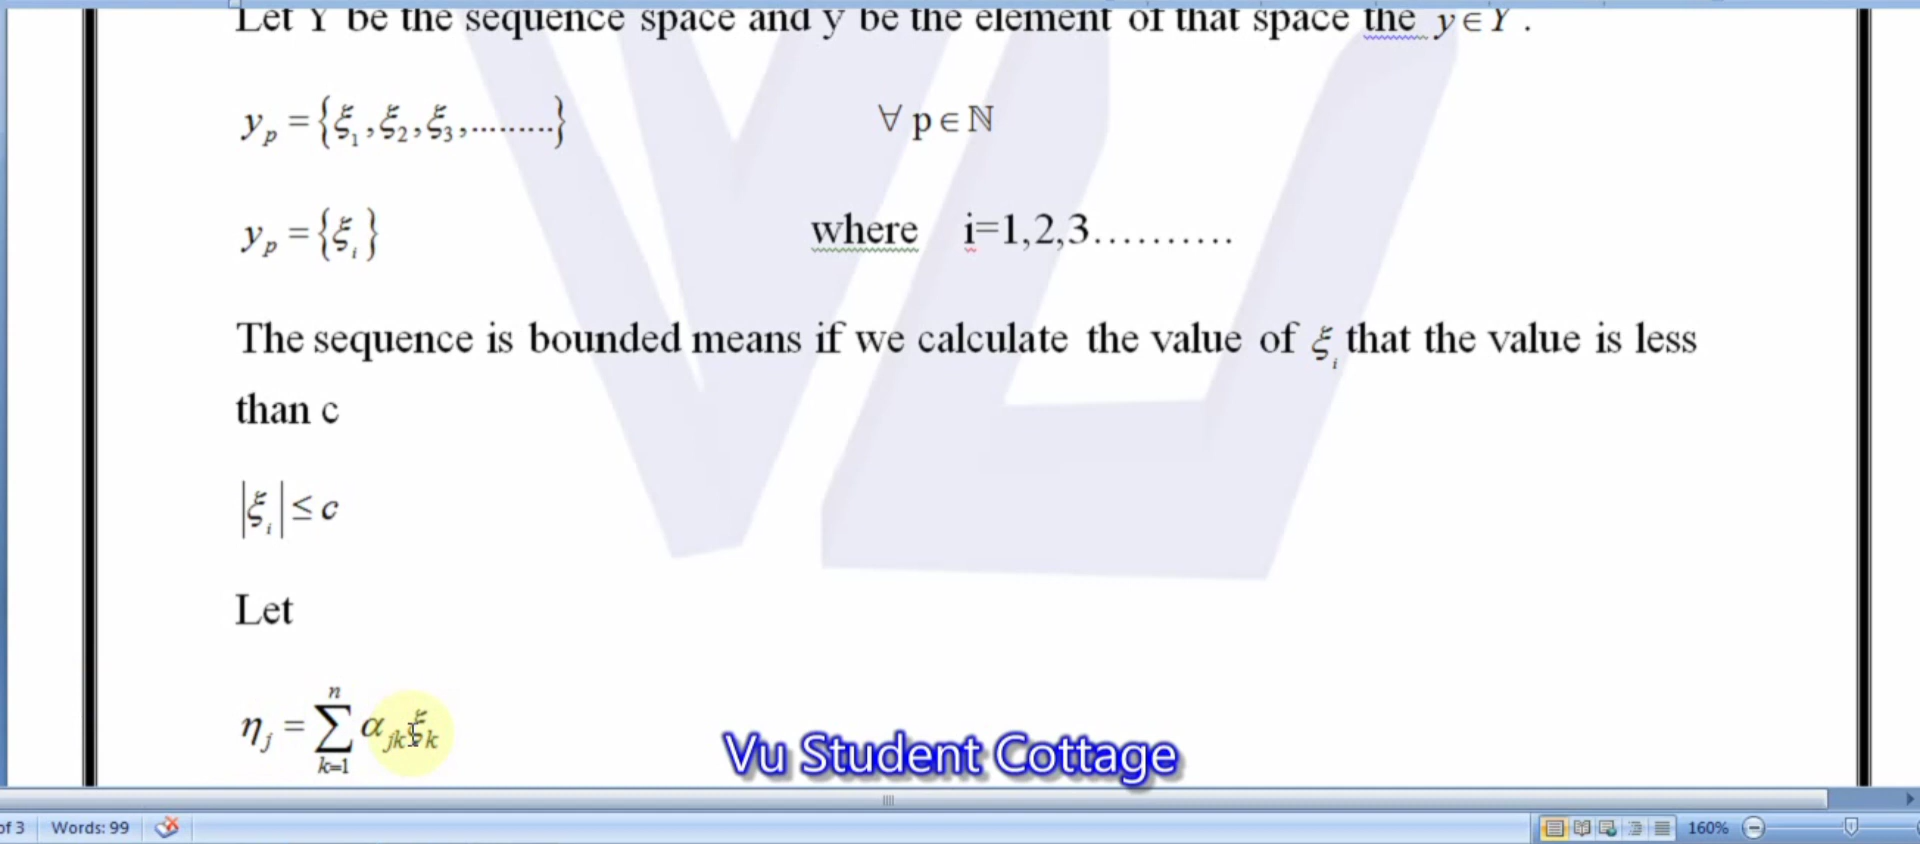 Let Y be the sequence space and y be the element of that space the y ∈ Y .
y_p = {ξ_1, ξ_2, ξ_3, .........} ∀ p ∈ ℕ
y_p = {ξ_i} where i=1,2,3..........
The sequence is bounded means if we calculate the value of ξ_i that the value is less
than c
|ξ_i| ≤ c
Let
η_j = ∑_{k=1}^{n} α_{jk} ξ_k
Vu Student Cottage
of 3 Words: 99 160%